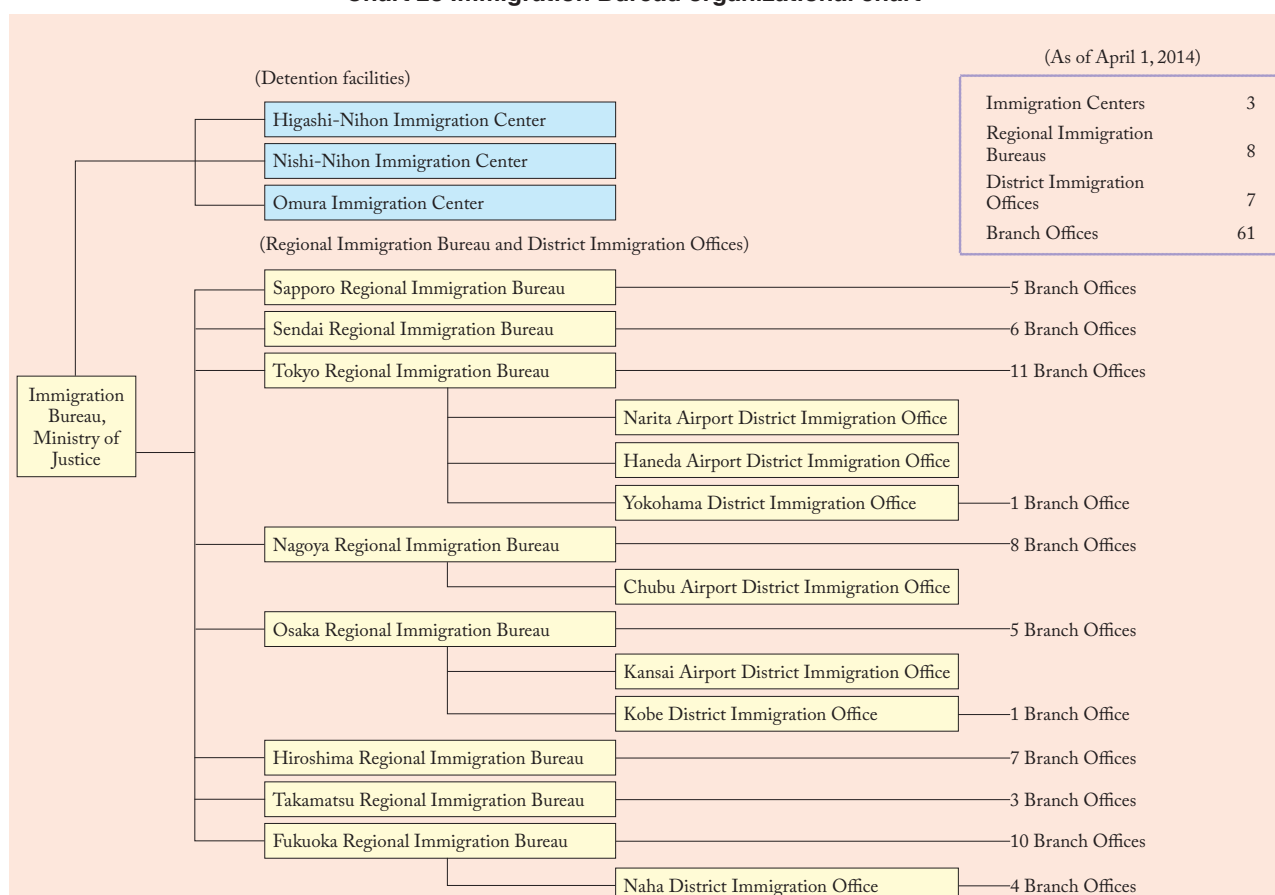 (As of April 1, 2014)
Immigration Centers 3
Regional Immigration
Bureaus 8
District Immigration
Offices 7
Branch Offices 61
(Detention facilities)
Higashi-Nihon Immigration Center
Nishi-Nihon Immigration Center
Omura Immigration Center
(Regional Immigration Bureau and District Immigration Offices)
Immigration
Bureau,
Ministry of
Justice
Sapporo Regional Immigration Bureau 5 Branch Offices
Sendai Regional Immigration Bureau 6 Branch Offices
Tokyo Regional Immigration Bureau 11 Branch Offices
Narita Airport District Immigration Office
Haneda Airport District Immigration Office
Yokohama District Immigration Office 1 Branch Office
Nagoya Regional Immigration Bureau 8 Branch Offices
Chubu Airport District Immigration Office
Osaka Regional Immigration Bureau 5 Branch Offices
Kansai Airport District Immigration Office
Kobe District Immigration Office 1 Branch Office
Hiroshima Regional Immigration Bureau 7 Branch Offices
Takamatsu Regional Immigration Bureau 3 Branch Offices
Fukuoka Regional Immigration Bureau 10 Branch Offices
Naha District Immigration Office 4 Branch Offices